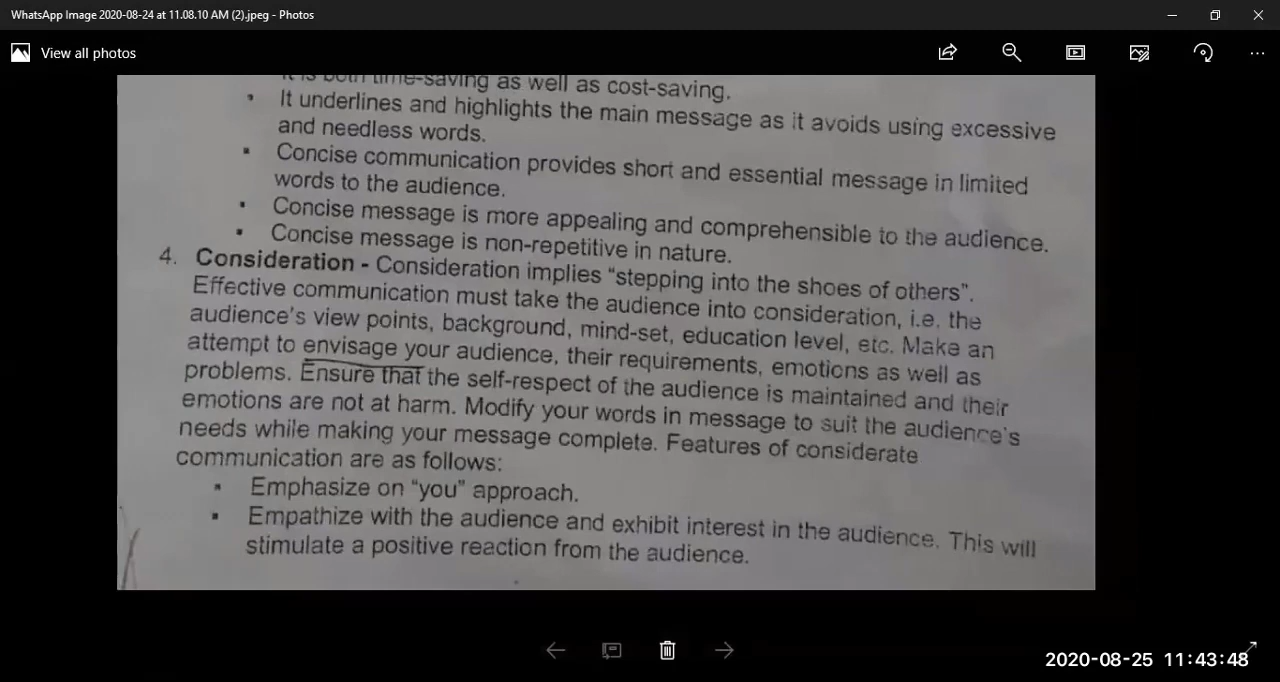 WhatsApp Image 2020-08-24 at 11.08.10 AM (2).jpeg - Photos
View all photos
It is both time-saving as well as cost-saving.
▪ It underlines and highlights the main message as it avoids using excessive
and needless words.
▪ Concise communication provides short and essential message in limited
words to the audience.
▪ Concise message is more appealing and comprehensible to the audience.
▪ Concise message is non-repetitive in nature.
4. Consideration - Consideration implies “stepping into the shoes of others”.
Effective communication must take the audience into consideration, i.e. the
audience's view points, background, mind-set, education level, etc. Make an
attempt to envisage your audience, their requirements, emotions as well as
problems. Ensure that the self-respect of the audience is maintained and their
emotions are not at harm. Modify your words in message to suit the audience's
needs while making your message complete. Features of considerate
communication are as follows:
▪ Emphasize on “you” approach.
▪ Empathize with the audience and exhibit interest in the audience. This will
stimulate a positive reaction from the audience.
2020-08-25 11:43:48